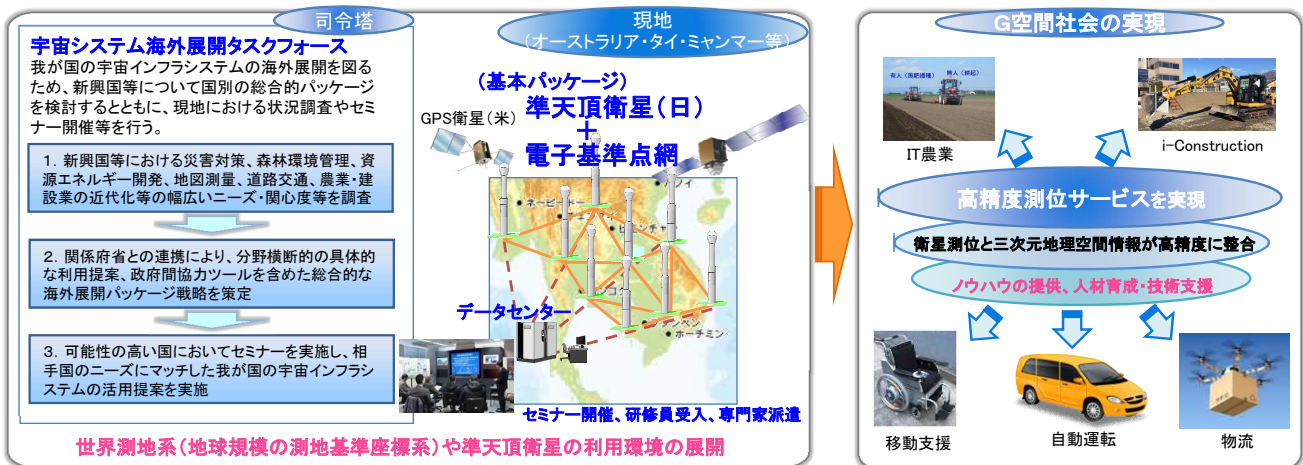 司令塔
宇宙システム海外展開タスクフォース
我が国の宇宙インフラシステムの海外展開を図る
ため、新興国等について国別の総合的パッケージ
を検討するとともに、現地における状況調査やセミ
ナー開催等を行う。
１．新興国等における災害対策、森林環境管理、資
源エネルギー開発、地図測量、道路交通、農業・建
設業の近代化等の幅広いニーズ・関心度等を調査
２．関係府省との連携により、分野横断的の具体的
な利用提案、政府間協力ツールを含めた総合的な
海外展開パッケージ戦略を策定
３．可能性の高い国においてセミナーを実施し、相
手国のニーズにマッチした我が国の宇宙インフラシ
ステムの活用提案を実施
現地
（オーストラリア・タイ・ミャンマー等）
（基本パッケージ）
準天頂衛星（日）
＋
電子基準点網
GPS衛星（米）
ハノイ
ネーピードー
ビエンチャ
プノンペン
ホーチミン
データセンター
セミナー開催、研修員受入、専門家派遣
世界測地系（地球規模の測地基準座標系）や準天頂衛星の利用環境の展開
G空間社会の実現
有人（施肥播種）
無人（耕起）
IT農業
i-Construction
高精度測位サービスを実現
衛星測位と三次元地理空間情報が高精度に整合
ノウハウの提供、人材育成・技術支援
移動支援
自動運転
物流